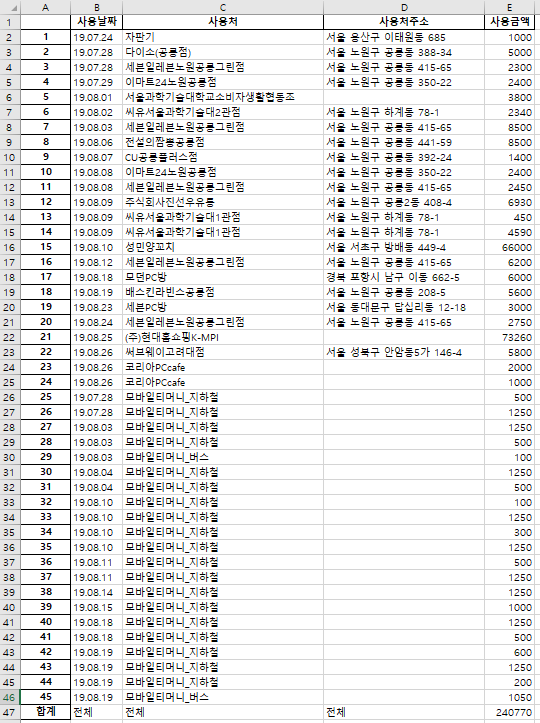 A B C D E
1 사용날짜 사용처 사용처주소 사용금액
2 1 19.07.24 자판기 서울 용산구 이태원동 685 1000
3 2 19.07.28 다이소(공릉점) 서울 노원구 공릉동 388-34 5000
4 3 19.07.28 세븐일레븐노원공릉그린점 서울 노원구 공릉동 415-65 2300
5 4 19.07.29 이마트24노원공릉점 서울 노원구 공릉동 350-22 2400
6 5 19.08.01 서울과학기술대학교소비자생활협동조 3800
7 6 19.08.02 씨유서울과학기술대2관점 서울 노원구 하계동 78-1 2340
8 7 19.08.03 세븐일레븐노원공릉그린점 서울 노원구 공릉동 415-65 8500
9 8 19.08.06 전설의짬뽕공릉점 서울 노원구 공릉동 441-59 8500
10 9 19.08.07 CU공릉플러스점 서울 노원구 공릉동 392-24 1400
11 10 19.08.08 이마트24노원공릉점 서울 노원구 공릉동 350-22 2400
12 11 19.08.08 세븐일레븐노원공릉그린점 서울 노원구 공릉동 415-65 2450
13 12 19.08.09 주식회사진선우유통 서울 노원구 공릉2동 408-4 6930
14 13 19.08.09 씨유서울과학기술대1관점 서울 노원구 하계동 78-1 450
15 14 19.08.09 씨유서울과학기술대1관점 서울 노원구 하계동 78-1 4590
16 15 19.08.10 성민양꼬치 서울 서초구 방배동 449-4 66000
17 16 19.08.12 세븐일레븐노원공릉그린점 서울 노원구 공릉동 415-65 6200
18 17 19.08.18 모던PC방 경북 포항시 남구 이동 662-5 6000
19 18 19.08.19 배스킨라빈스공릉점 서울 노원구 공릉동 208-5 5600
20 19 19.08.23 세븐PC방 서울 동대문구 답십리동 12-18 3000
21 20 19.08.24 세븐일레븐노원공릉그린점 서울 노원구 공릉동 415-65 2750
22 21 19.08.25 (주)현대홈쇼핑K-MPI 73260
23 22 19.08.26 써브웨이고려대점 서울 성북구 안암동5가 146-4 5800
24 23 19.08.26 코리아PCcafe 2000
25 24 19.08.26 코리아PCcafe 1000
26 25 19.07.28 모바일티머니_지하철 500
27 26 19.07.28 모바일티머니_지하철 1250
28 27 19.08.03 모바일티머니_지하철 1250
29 28 19.08.03 모바일티머니_지하철 500
30 29 19.08.03 모바일티머니_버스 100
31 30 19.08.04 모바일티머니_지하철 1250
32 31 19.08.04 모바일티머니_지하철 500
33 32 19.08.10 모바일티머니_지하철 100
34 33 19.08.10 모바일티머니_지하철 1250
35 34 19.08.10 모바일티머니_지하철 300
36 35 19.08.10 모바일티머니_지하철 1250
37 36 19.08.11 모바일티머니_지하철 500
38 37 19.08.11 모바일티머니_지하철 1250
39 38 19.08.14 모바일티머니_지하철 1250
40 39 19.08.15 모바일티머니_지하철 1000
41 40 19.08.18 모바일티머니_지하철 1250
42 41 19.08.18 모바일티머니_지하철 500
43 42 19.08.19 모바일티머니_지하철 600
44 43 19.08.19 모바일티머니_지하철 1250
45 44 19.08.19 모바일티머니_지하철 200
46 45 19.08.19 모바일티머니_버스 1050
47 합계 전체 전체 전체 240770